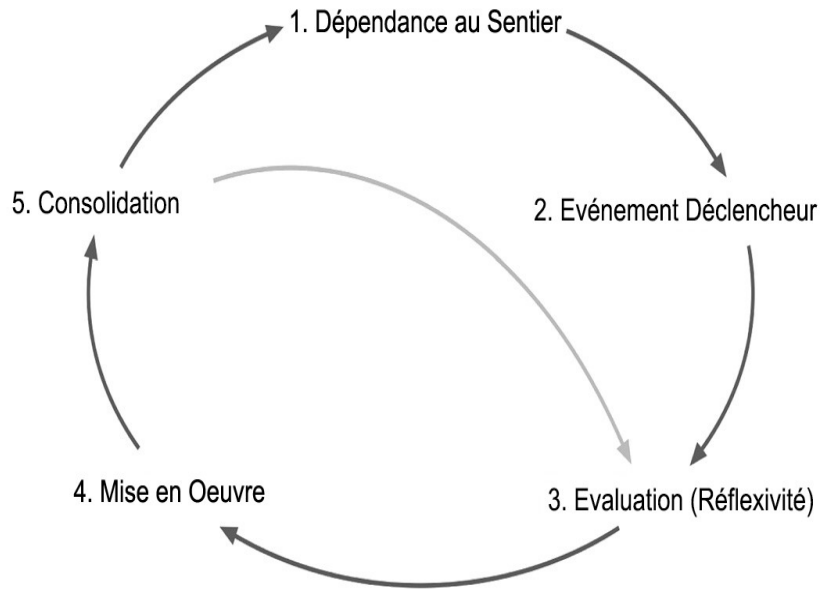 1. Dépendance au Sentier
2. Evénement Déclencheur
3. Evaluation (Réflexivité)
4. Mise en Oeuvre
5. Consolidation